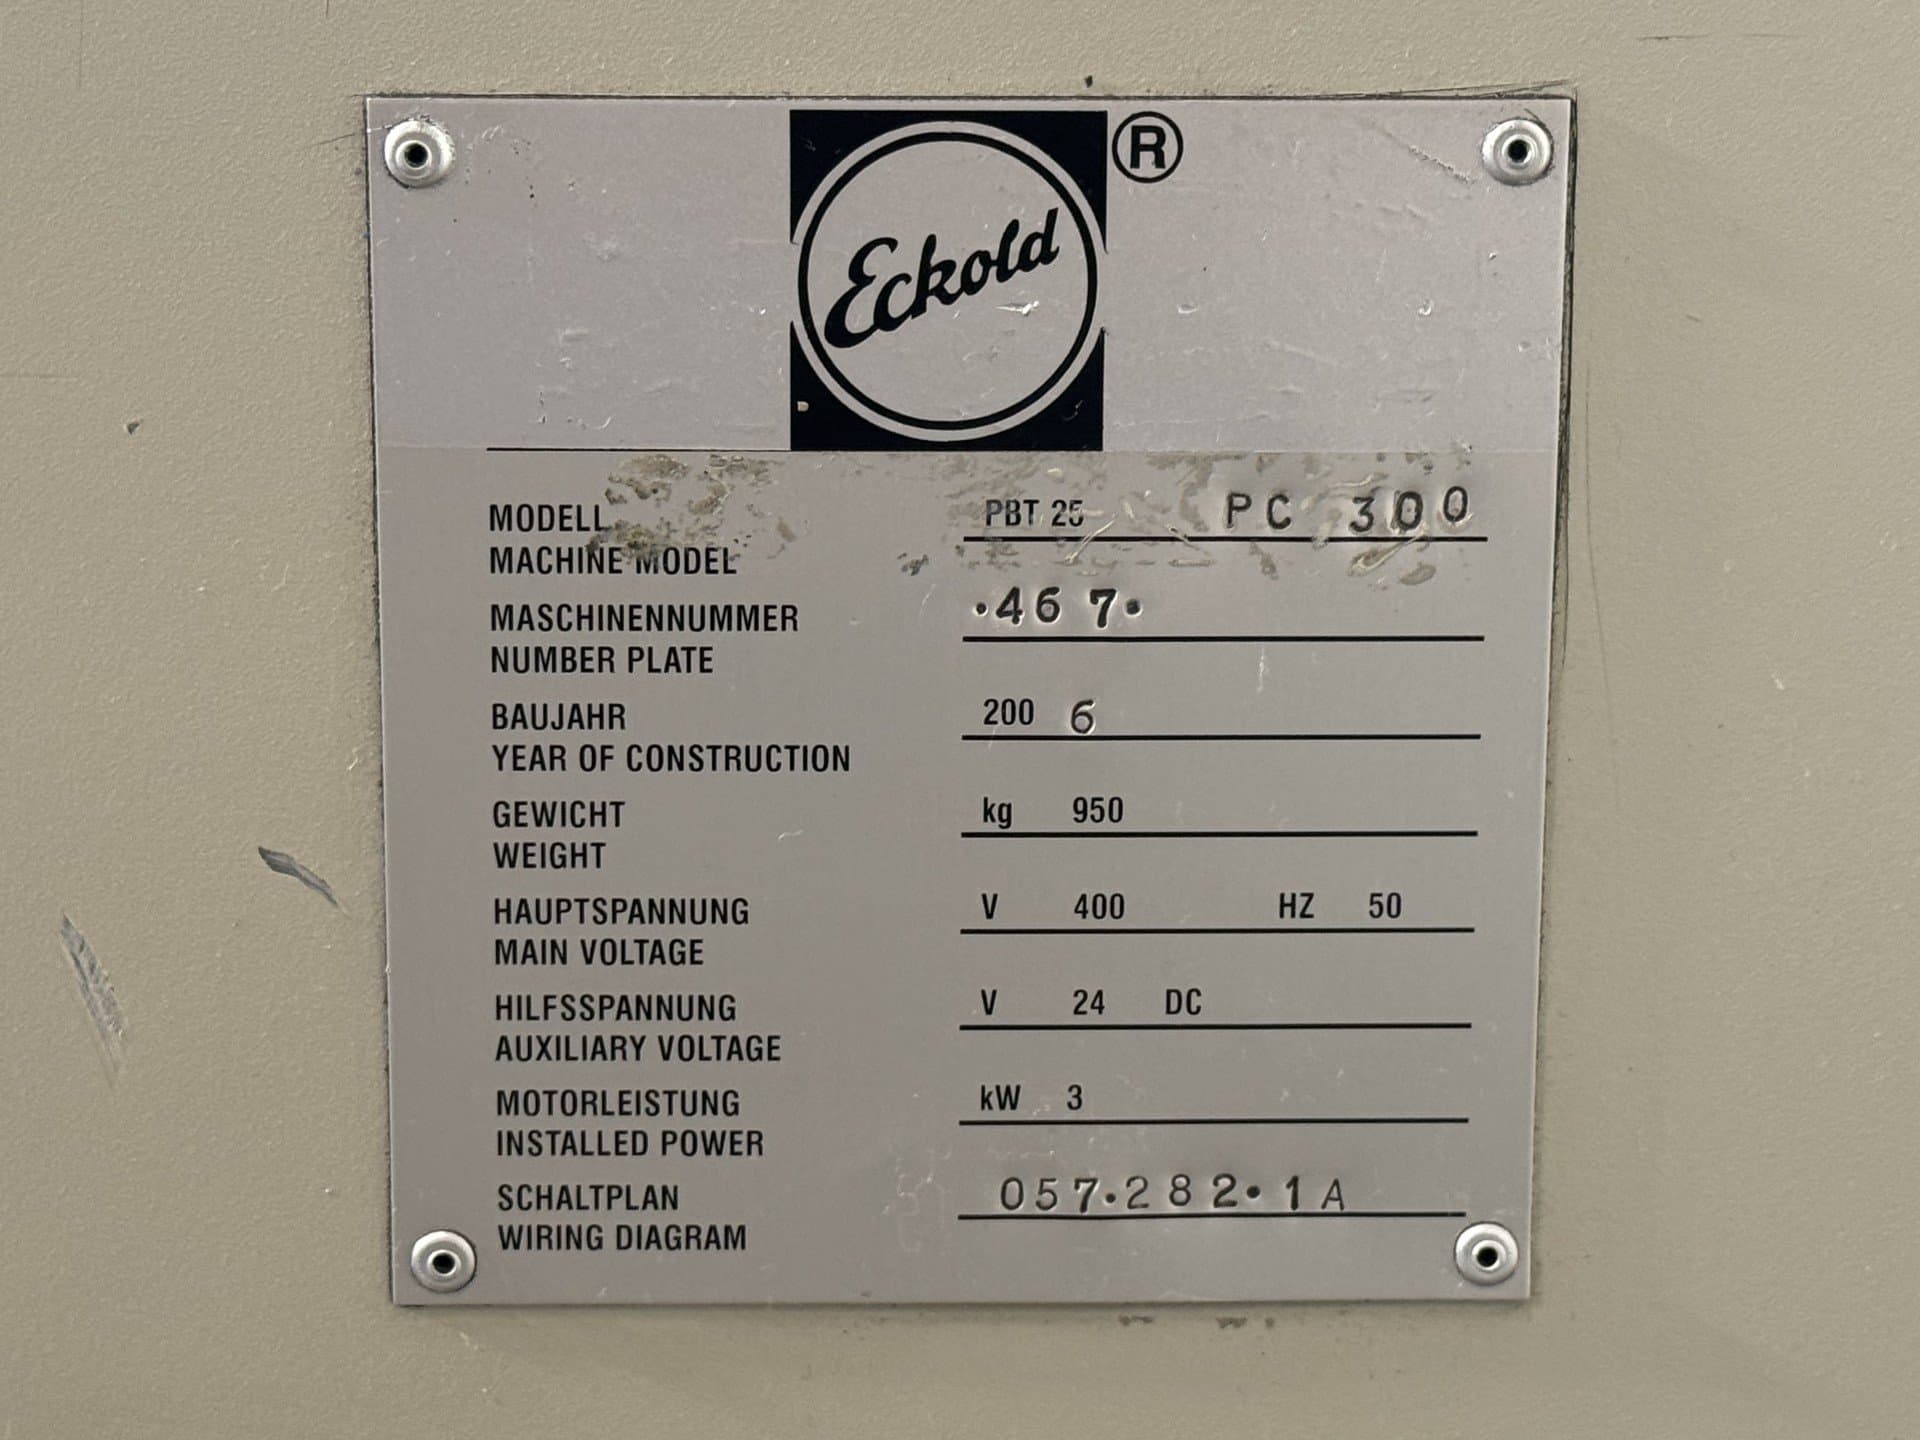 Eckold ®
MODELL PBT 25 PC 300
MACHINE MODEL
MASCHINENNUMMER ·467·
NUMBER PLATE
BAUJAHR 200 6
YEAR OF CONSTRUCTION
GEWICHT kg 950
WEIGHT
HAUPTSPANNUNG V 400 HZ 50
MAIN VOLTAGE
HILFSSPANNUNG V 24 DC
AUXILIARY VOLTAGE
MOTORLEISTUNG kW 3
INSTALLED POWER
SCHALTPLAN 057·282·1A
WIRING DIAGRAM